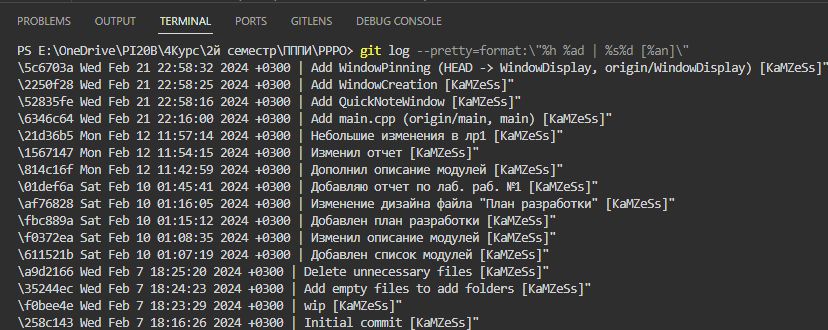 PROBLEMS OUTPUT TERMINAL PORTS GITLENS DEBUG CONSOLE
PS E:\OneDrive\PI20B\4Курс\2й семестр\ППИ\РРРО> git log --pretty=format:\"%h %ad | %s%d [%an]\"
\5c6703a Wed Feb 21 22:58:32 2024 +0300 | Add WindowPinning (HEAD -> WindowDisplay, origin/WindowDisplay) [KaMZeSs]"
\2250f28 Wed Feb 21 22:58:25 2024 +0300 | Add WindowCreation [KaMZeSs]"
\52835fe Wed Feb 21 22:58:16 2024 +0300 | Add QuickNoteWindow [KaMZeSs]"
\6346c64 Wed Feb 21 22:16:00 2024 +0300 | Add main.cpp (origin/main, main) [KaMZeSs]"
\21d36b5 Mon Feb 12 11:57:14 2024 +0300 | Небольшие изменения в лр1 [KaMZeSs]"
\1567147 Mon Feb 12 11:54:15 2024 +0300 | Изменил отчет [KaMZeSs]"
\814c16f Mon Feb 12 11:42:59 2024 +0300 | Дополнил описание модулей [KaMZeSs]"
\01def6a Sat Feb 10 01:45:41 2024 +0300 | Добавляю отчет по лаб. раб. №1 [KaMZeSs]"
\af76828 Sat Feb 10 01:16:05 2024 +0300 | Изменение дизайна файла "План разработки" [KaMZeSs]"
\fbc889a Sat Feb 10 01:15:12 2024 +0300 | Добавлен план разработки [KaMZeSs]"
\f0372ea Sat Feb 10 01:08:35 2024 +0300 | Изменил описание модулей [KaMZeSs]"
\611521b Sat Feb 10 01:07:19 2024 +0300 | Добавлен список модулей [KaMZeSs]"
\a9d2166 Wed Feb 7 18:25:20 2024 +0300 | Delete unnecessary files [KaMZeSs]"
\35244ec Wed Feb 7 18:24:23 2024 +0300 | Add empty files to add folders [KaMZeSs]"
\f0bee4e Wed Feb 7 18:23:29 2024 +0300 | wip [KaMZeSs]"
\258c143 Wed Feb 7 18:16:26 2024 +0300 | Initial commit [KaMZeSs]"